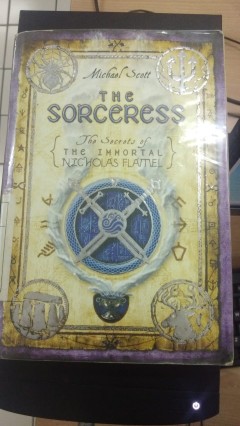 Michael Scott
THE
SORCERESS
The Secrets of
THE IMMORTAL
NICHOLAS FLAMEL